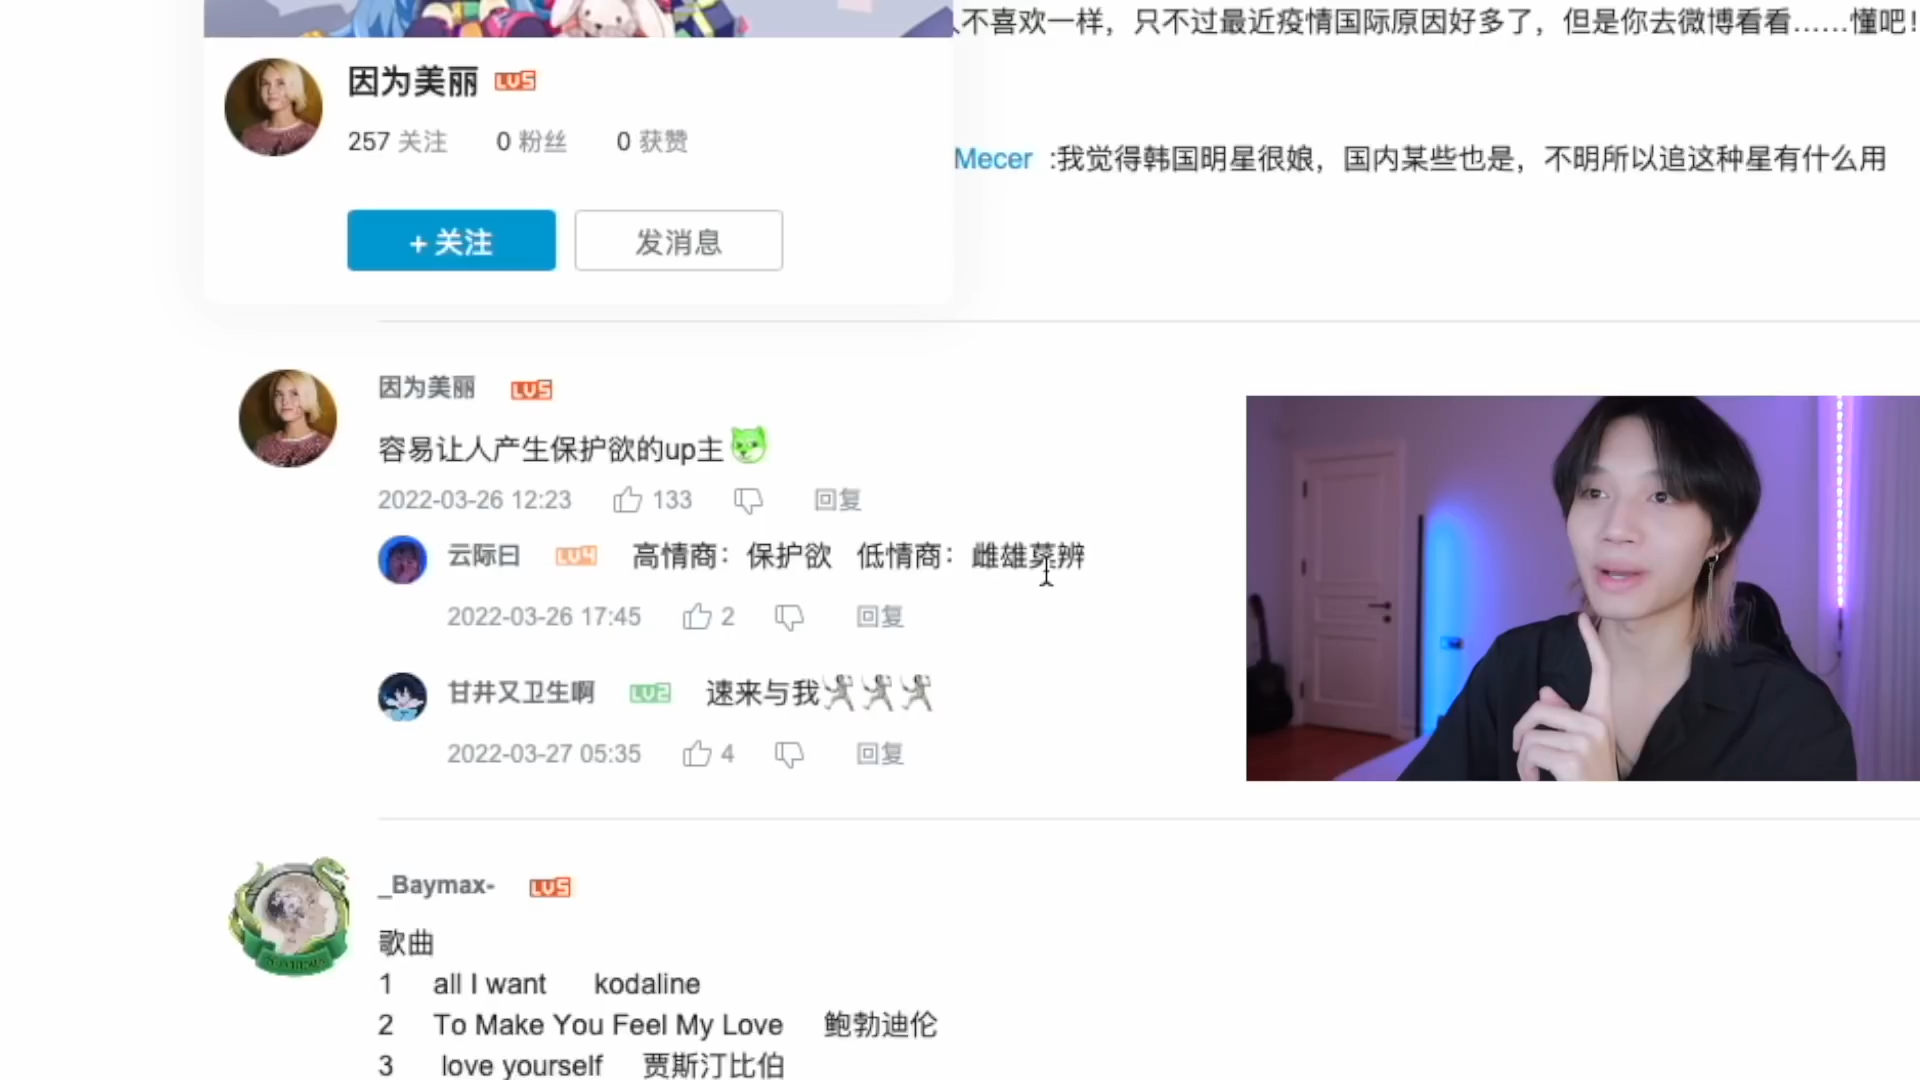 不喜欢一样，只不过最近疫情国际原因好多了，但是你去微博看看……懂吧！
因为美丽 LV5
257 关注 0 粉丝 0 获赞
Mecer :我觉得韩国明星很娘，国内某些也是，不明所以追这种星有什么用
+ 关注 发消息
因为美丽 LV5
容易让人产生保护欲的up主
2022-03-26 12:23 133 回复
云际曰 LV4 高情商：保护欲 低情商：雌雄莫辨
2022-03-26 17:45 2 回复
甘井又卫生啊 LV2 速来与我
2022-03-27 05:35 4 回复
_Baymax- LV5
歌曲
1 all I want kodaline
2 To Make You Feel My Love 鲍勃迪伦
3 love yourself 贾斯汀比伯